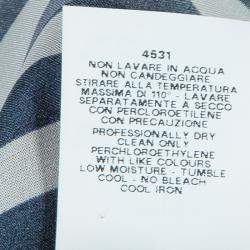 4531
NON LAVARE IN ACQUA
NON CANDEGGIARE
STIRARE ALLA TEMPERATURA
MASSIMA DI 110° - LAVARE
SEPARATAMENTE A SECCO
CON PERCLOROETILENE
CON PRECAUZIONE
PROFESSIONALLY DRY
CLEAN ONLY
PERCHLOROETHYLENE
WITH LIKE COLOURS
LOW MOISTURE - TUMBLE
COOL - NO BLEACH
COOL IRON